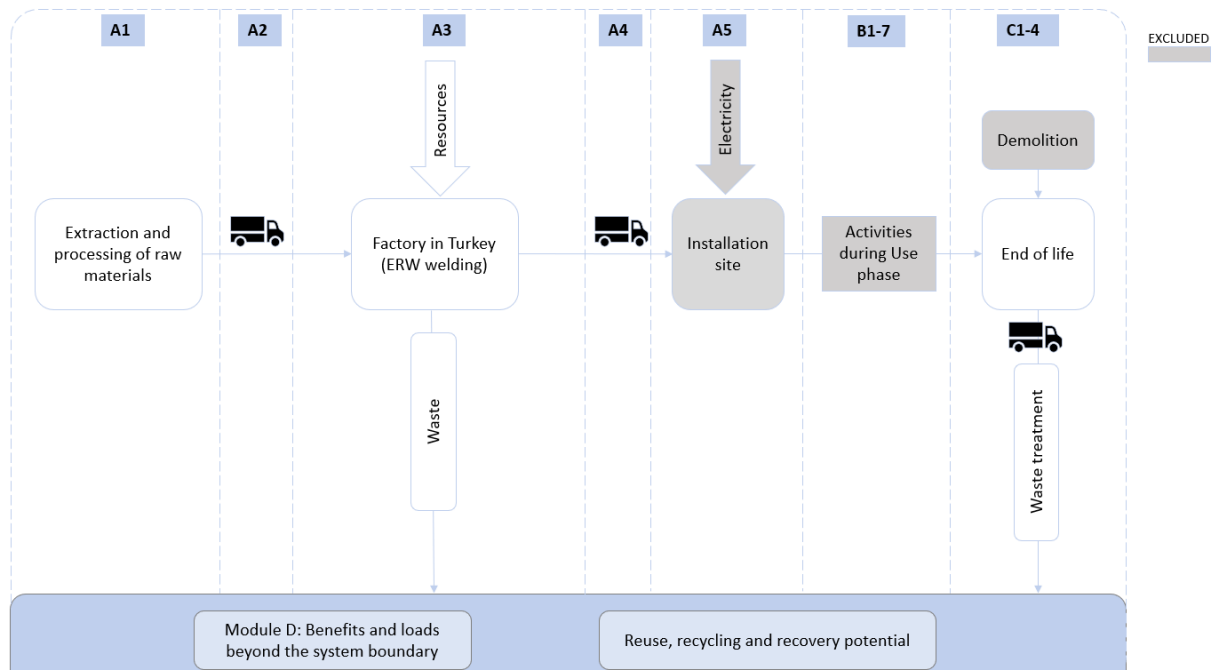 A1
A2
A3
A4
A5
B1-7
C1-4
EXCLUDED
Resources
Electricity
Demolition
Extraction and
processing of raw
materials
Factory in Turkey
(ERW welding)
Installation
site
Activities
during Use
phase
End of life
Waste
Waste treatment
Module D: Benefits and loads
beyond the system boundary
Reuse, recycling and recovery potential